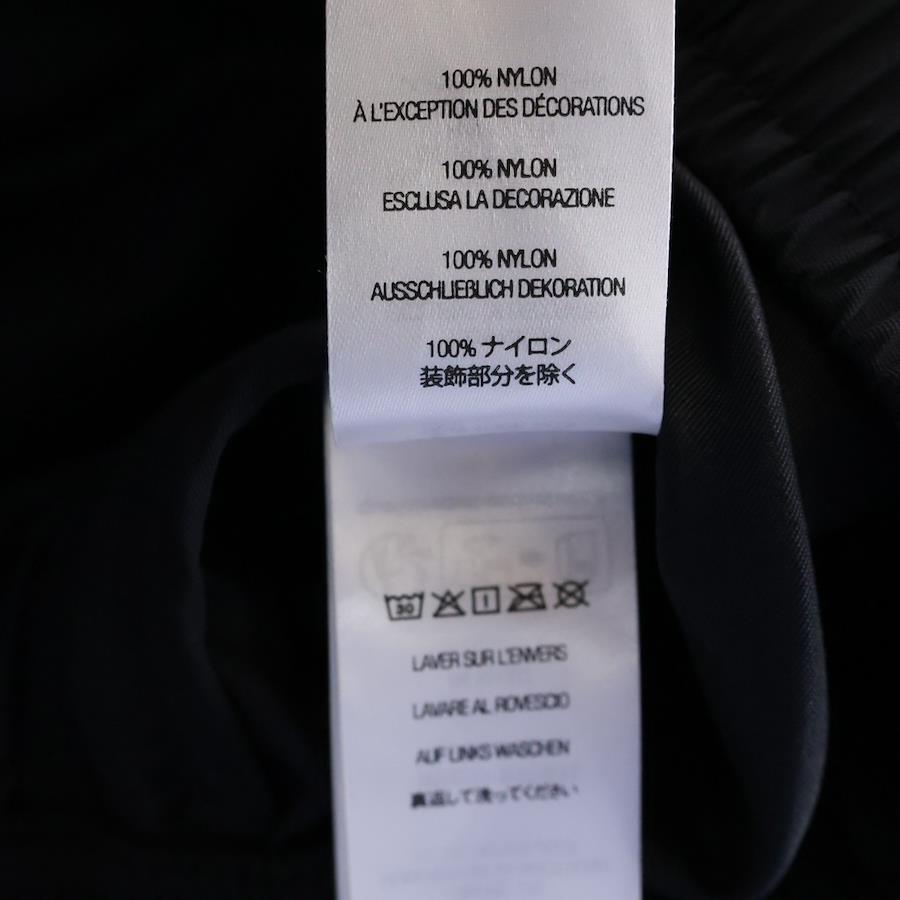 100% NYLON
À L'EXCEPTION DES DÉCORATIONS
100% NYLON
ESCLUSA LA DECORAZIONE
100% NYLON
AUSSCHLIEßLICH DEKORATION
100% ナイロン
装飾部分を除く
30
LAVER SUR L'ENVERS
LAVARE AL ROVESCIO
AUF LINKS WASCHEN
裏返して洗ってください